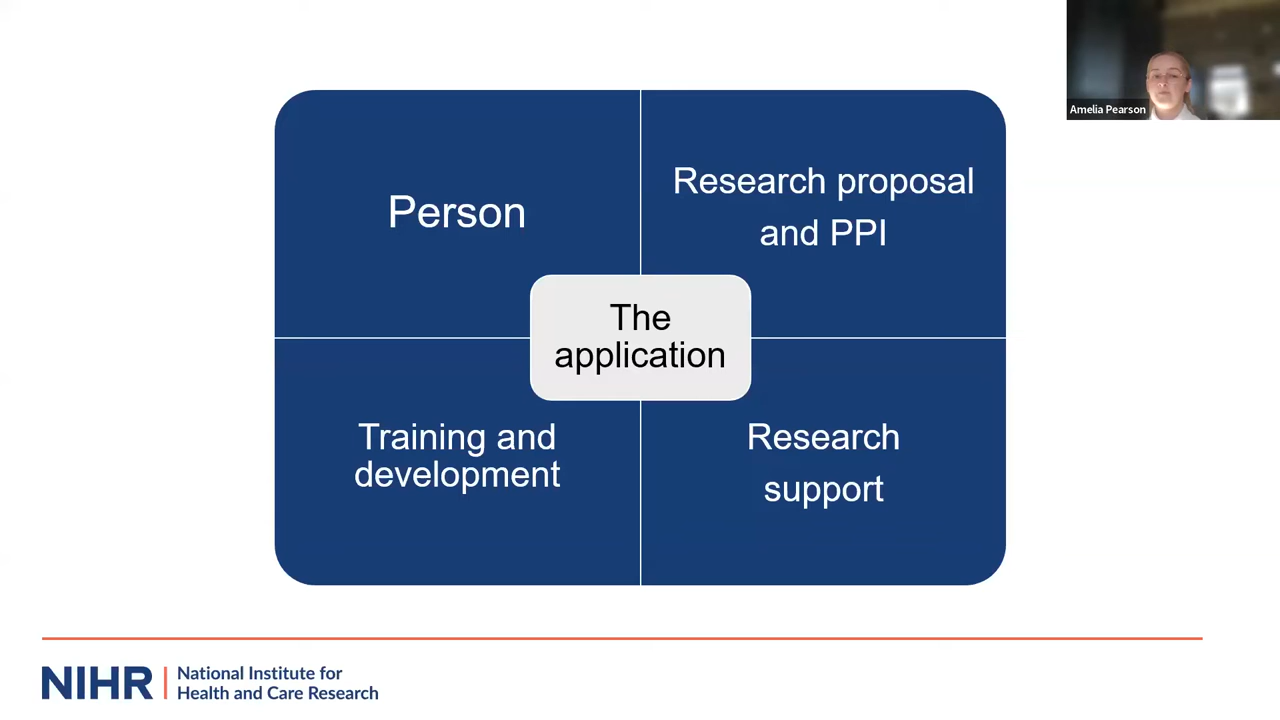 Amelia Pearson
Person
Research proposal
and PPI
The
application
Training and
development
Research
support
NIHR
National Institute for
Health and Care Research